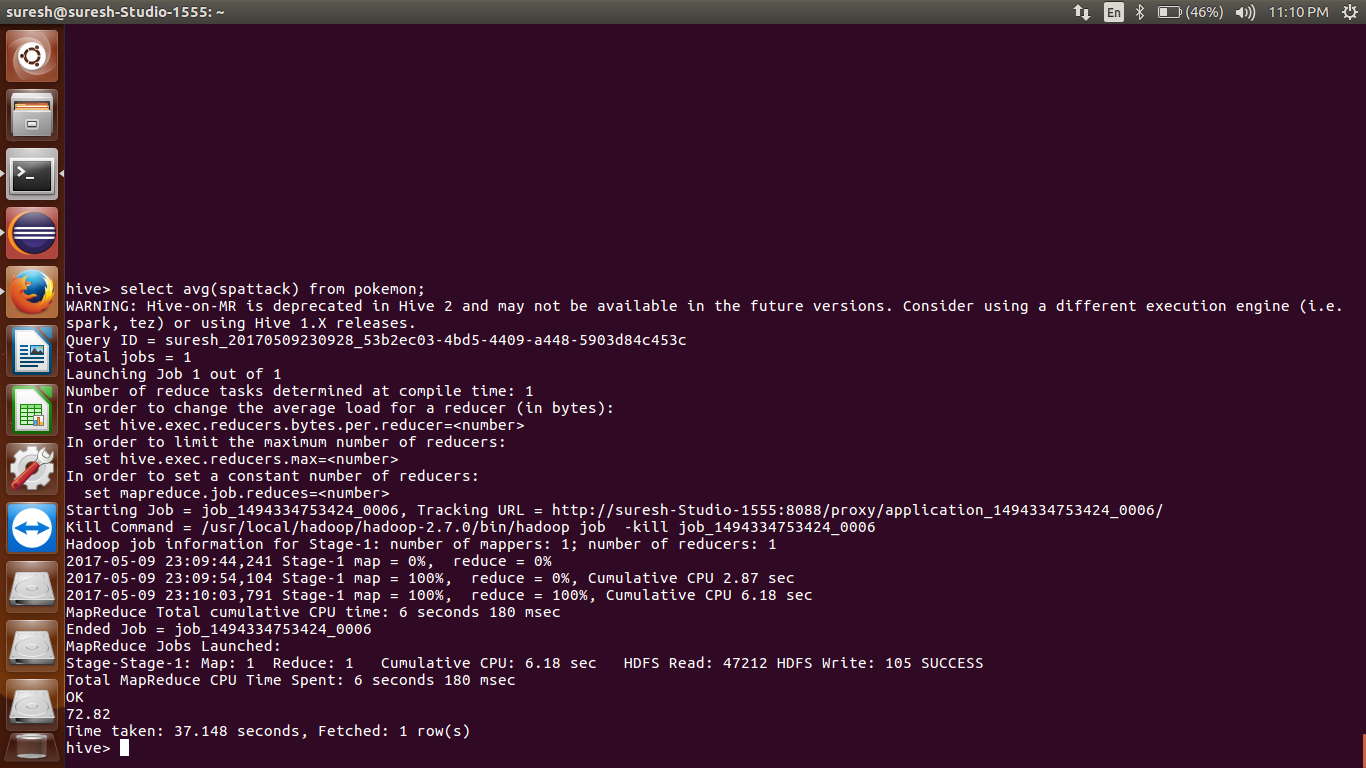 suresh@suresh-Studio-1555: ~
En
(46%)
11:10 PM
hive> select avg(spattack) from pokemon;
WARNING: Hive-on-MR is deprecated in Hive 2 and may not be available in the future versions. Consider using a different execution engine (i.e.
spark, tez) or using Hive 1.X releases.
Query ID = suresh_20170509230928_53b2ec03-4bd5-4409-a448-5903d84c453c
Total jobs = 1
Launching Job 1 out of 1
Number of reduce tasks determined at compile time: 1
In order to change the average load for a reducer (in bytes):
  set hive.exec.reducers.bytes.per.reducer=<number>
In order to limit the maximum number of reducers:
  set hive.exec.reducers.max=<number>
In order to set a constant number of reducers:
  set mapreduce.job.reduces=<number>
Starting Job = job_1494334753424_0006, Tracking URL = http://suresh-Studio-1555:8088/proxy/application_1494334753424_0006/
Kill Command = /usr/local/hadoop/hadoop-2.7.0/bin/hadoop job  -kill job_1494334753424_0006
Hadoop job information for Stage-1: number of mappers: 1; number of reducers: 1
2017-05-09 23:09:44,241 Stage-1 map = 0%,  reduce = 0%
2017-05-09 23:09:54,104 Stage-1 map = 100%,  reduce = 0%, Cumulative CPU 2.87 sec
2017-05-09 23:10:03,791 Stage-1 map = 100%,  reduce = 100%, Cumulative CPU 6.18 sec
MapReduce Total cumulative CPU time: 6 seconds 180 msec
Ended Job = job_1494334753424_0006
MapReduce Jobs Launched:
Stage-Stage-1: Map: 1  Reduce: 1   Cumulative CPU: 6.18 sec   HDFS Read: 47212 HDFS Write: 105 SUCCESS
Total MapReduce CPU Time Spent: 6 seconds 180 msec
OK
72.82
Time taken: 37.148 seconds, Fetched: 1 row(s)
hive>